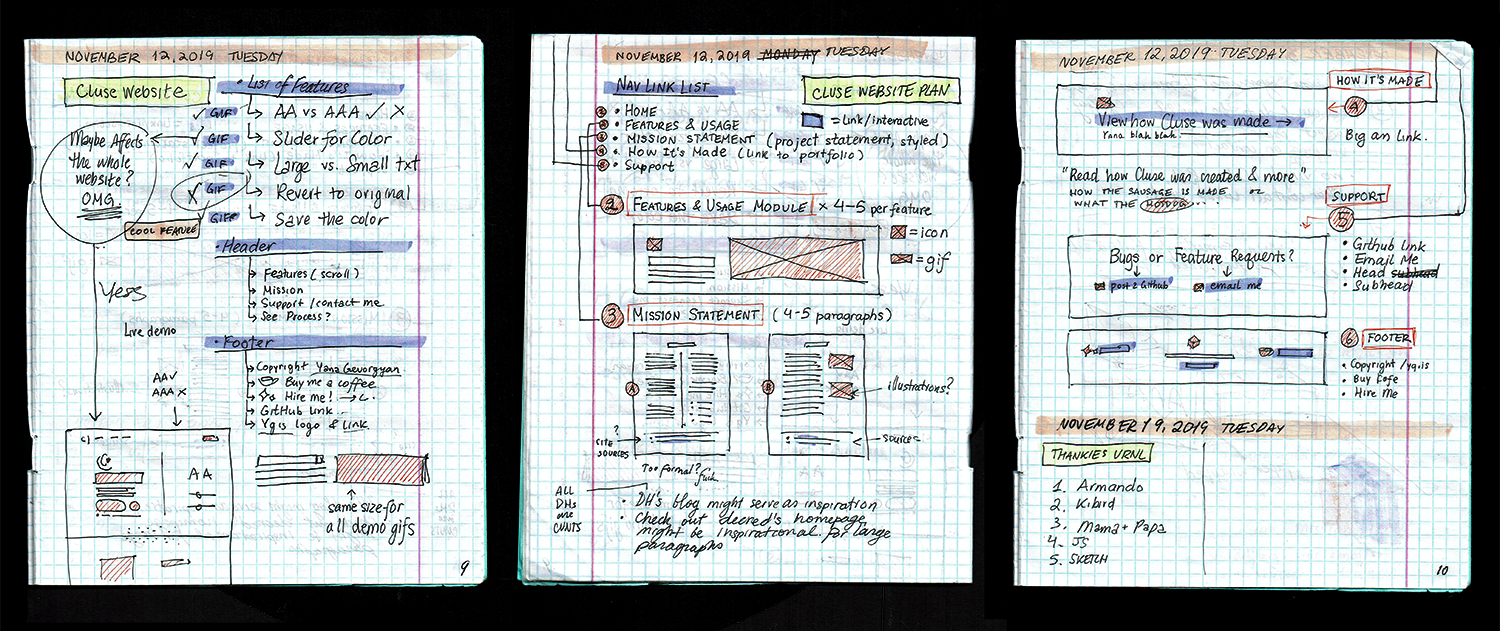 NOVEMBER 12, 2019 TUESDAY
CLUSE WEBSITE
• LIST of FEATURES
GIF AA vs AAA ✓ X
GIF Slider for Color
GIF Large vs. Small txt
GIF Revert to original
GIF Save the color
Maybe Affects
the whole
website?
OMG.
COOL FEATURE
Yess
Live demo
• Header
Features (scroll)
Mission
Support / contact me
See Process?
• Footer
Copyright Yana Gevorgyan
Buy me a coffee
Hire me!
GitHub link
Yg.is logo & link
AA ✓
AAA X
AA
same size for
all demo gifs
9
NOVEMBER 12, 2019 MONDAY TUESDAY
NAV LINK LIST
CLUSE WEBSITE PLAN
1 • HOME
2 • FEATURES & USAGE
3 • MISSION STATEMENT (project statement, styled)
4 • HOW IT'S MADE (link to portfolio)
5 • Support
= Link/interactive
2 FEATURES & USAGE MODULE × 4-5 per feature
= icon
= gif
3 MISSION STATEMENT (4-5 paragraphs)
A
B
illustrations?
?
CITE
SOURCES
source
Too formal? fuck.
ALL
DHs
are
CUNTS
• DH's blog might serve as inspiration
• Check out decred's homepage,
might be inspirational for large
paragraphs
NOVEMBER 12, 2019 TUESDAY
HOW IT'S MADE
4
View how Cluse was made →
Yana blah blah
Big an link.
"Read how Cluse was created & more"
HOW THE SAUSAGE IS MADE OR
WHAT THE HOTDOG...
SUPPORT
5
Bugs or Feature Requests?
post 2 Github
email me
• Github link
• Email Me
• Head subhead
• Subhead
6 FOOTER
• Copyright / yg.is
• Buy Cofe
• Hire Me
NOVEMBER 19, 2019 TUESDAY
THANKIES URNL
1. Armando
2. Kibird
3. Mama + Papa
4. JS
5. SKETCH
10